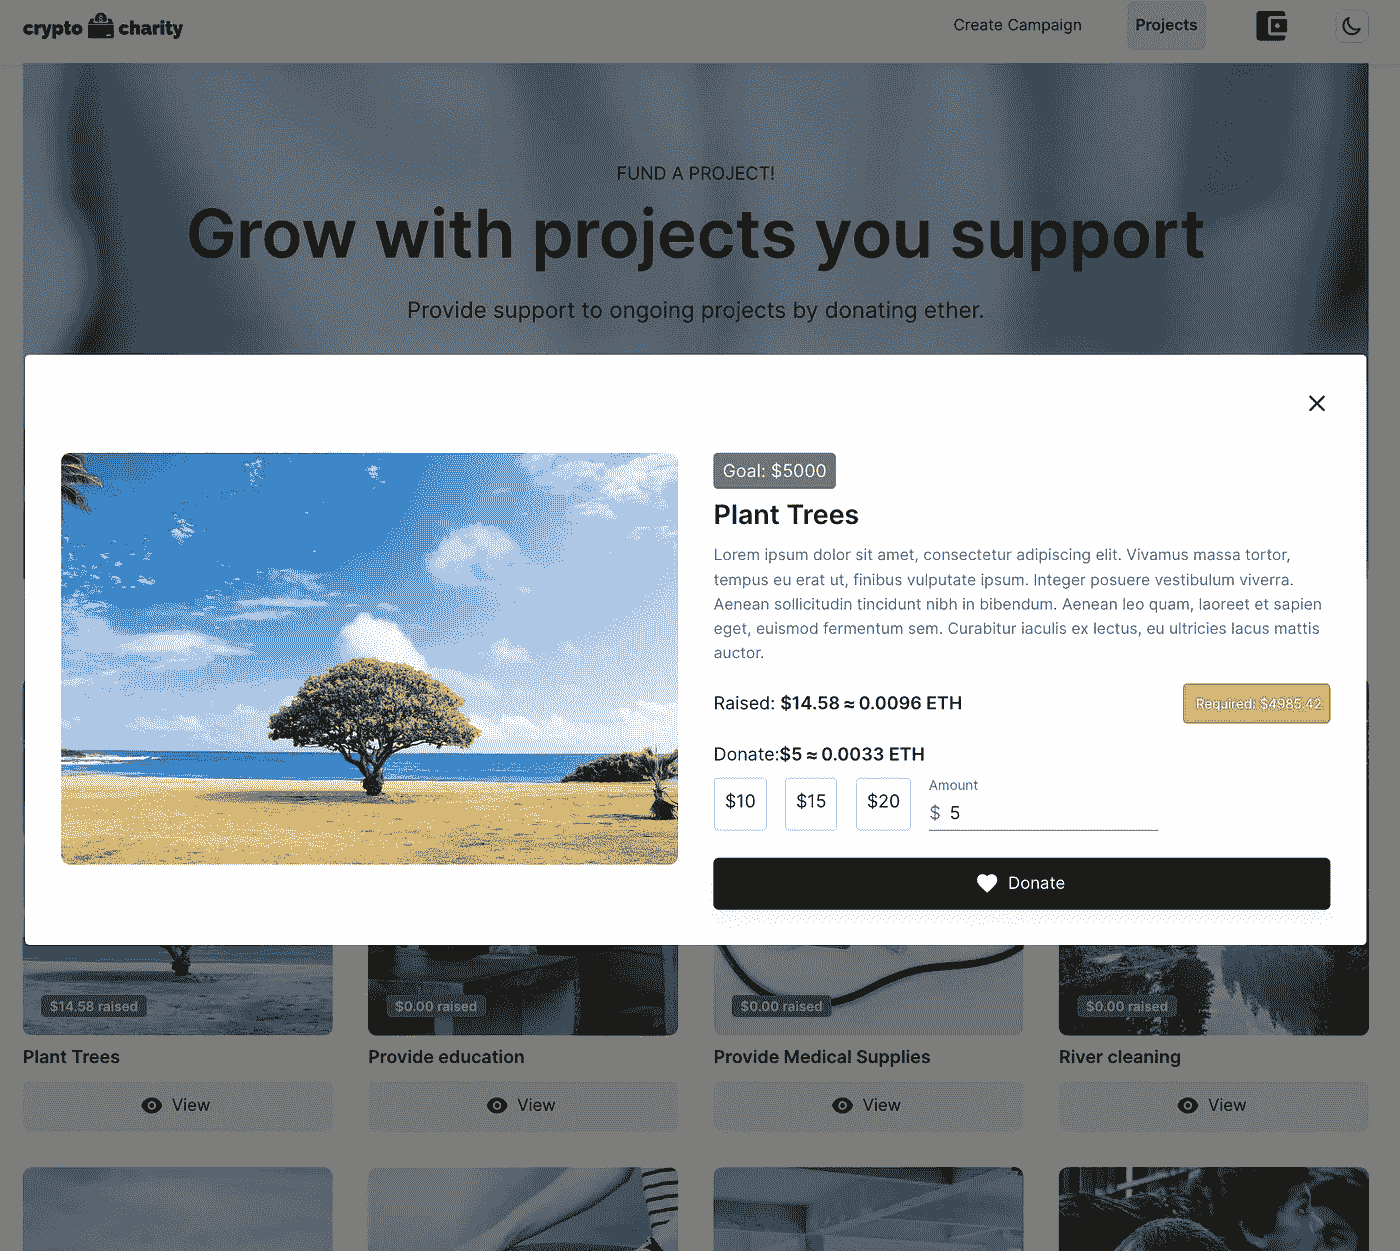 crypto charity
Create Campaign
Projects
FUND A PROJECT!
Grow with projects you support
Provide support to ongoing projects by donating ether.
Goal: $5000
Plant Trees
Lorem ipsum dolor sit amet, consectetur adipiscing elit. Vivamus massa tortor,
tempus eu erat ut, finibus vulputate ipsum. Integer posuere vestibulum viverra.
Aenean sollicitudin tincidunt nibh in bibendum. Aenean leo quam, laoreet et sapien
eget, euismod fermentum sem. Curabitur iaculis ex lectus, eu ultricies lacus mattis
auctor.
Raised: $14.58 ≈ 0.0096 ETH
Required: $4985.42
Donate:$5 ≈ 0.0033 ETH
$10
$15
$20
Amount
$ 5
Donate
$14.58 raised
$0.00 raised
$0.00 raised
$0.00 raised
Plant Trees
Provide education
Provide Medical Supplies
River cleaning
View
View
View
View